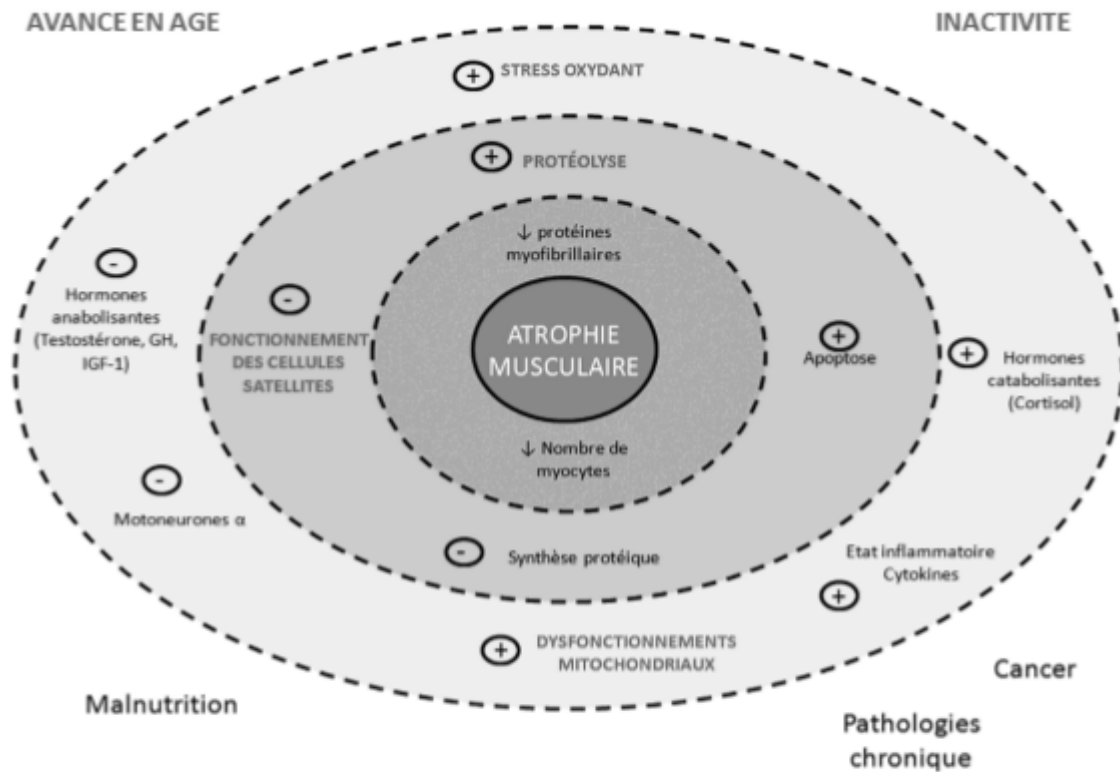 AVANCE EN AGE
INACTIVITE
+
STRESS OXYDANT
+
PROTÉOLYSE
↓ protéines
myofibrillaires
-
Hormones
anabolisantes
(Testostérone, GH,
IGF-1)
-
FONCTIONNEMENT
DES CELLULES
SATELLITES
ATROPHIE
MUSCULAIRE
+
Apoptose
+
Hormones
catabolisantes
(Cortisol)
↓ Nombre de
myocytes
-
Motoneurones α
-
Synthèse protéique
Etat inflammatoire
Cytokines
+
+
DYSFONCTIONNEMENTS
MITOCHONDRIAUX
Malnutrition
Cancer
Pathologies
chronique